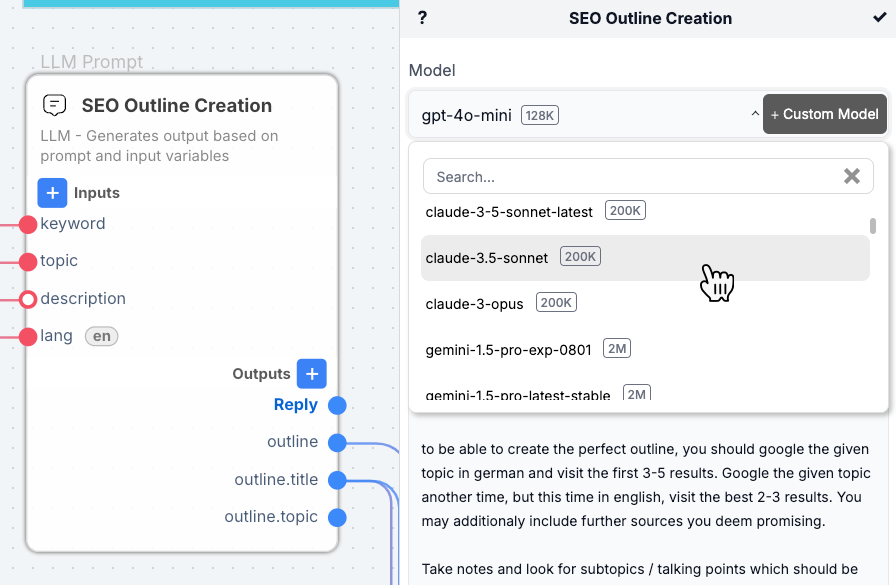 LLM Prompt
SEO Outline Creation
LLM - Generates output based on
prompt and input variables
+ Inputs
keyword
topic
description
lang en
Outputs +
Reply
outline
outline.title
outline.topic
? SEO Outline Creation
Model
gpt-4o-mini 128K
+ Custom Model
Search...
claude-3-5-sonnet-latest 200K
claude-3.5-sonnet 200K
claude-3-opus 200K
gemini-1.5-pro-exp-0801 2M
gemini-1.5-pro-latest-stable 2M
to be able to create the perfect outline, you should google the given
topic in german and visit the first 3-5 results. Google the given topic
another time, but this time in english, visit the best 2-3 results. You
may additionaly include further sources you deem promising.
Take notes and look for subtopics / talking points which should be